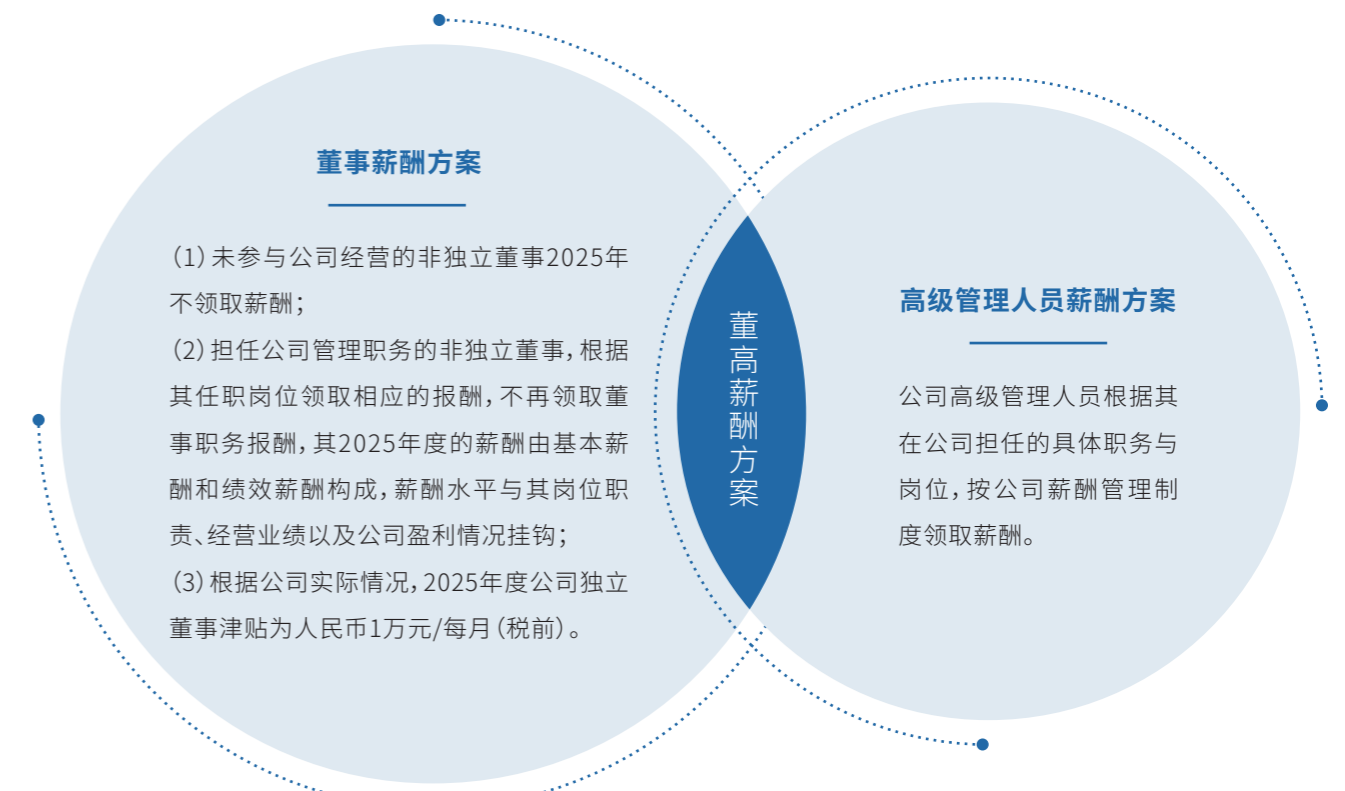 董事薪酬方案
(1)未参与公司经营的非独立董事2025年
不领取薪酬;
(2)担任公司管理职务的非独立董事,根据
其任职岗位领取相应的报酬,不再领取董
事职务报酬,其2025年度的薪酬由基本薪
酬和绩效薪酬构成,薪酬水平与其岗位职
责、经营业绩以及公司盈利情况挂钩;
(3)根据公司实际情况,2025年度公司独立
董事津贴为人民币1万元/每月(税前)。
董高薪酬方案
高级管理人员薪酬方案
公司高级管理人员根据其
在公司担任的具体职务与
岗位,按公司薪酬管理制
度领取薪酬。